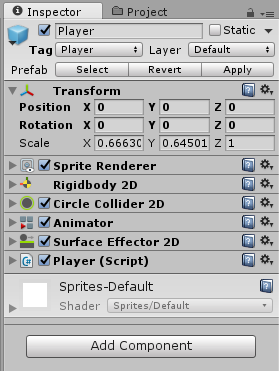 Inspector Project
Player Static
Tag Player Layer Default
Prefab Select Revert Apply
Transform
Position X 0 Y 0 Z 0
Rotation X 0 Y 0 Z 0
Scale X 0.66630 Y 0.64501 Z 1
Sprite Renderer
Rigidbody 2D
Circle Collider 2D
Animator
Surface Effector 2D
Player (Script)
Sprites-Default
Shader Sprites/Default
Add Component